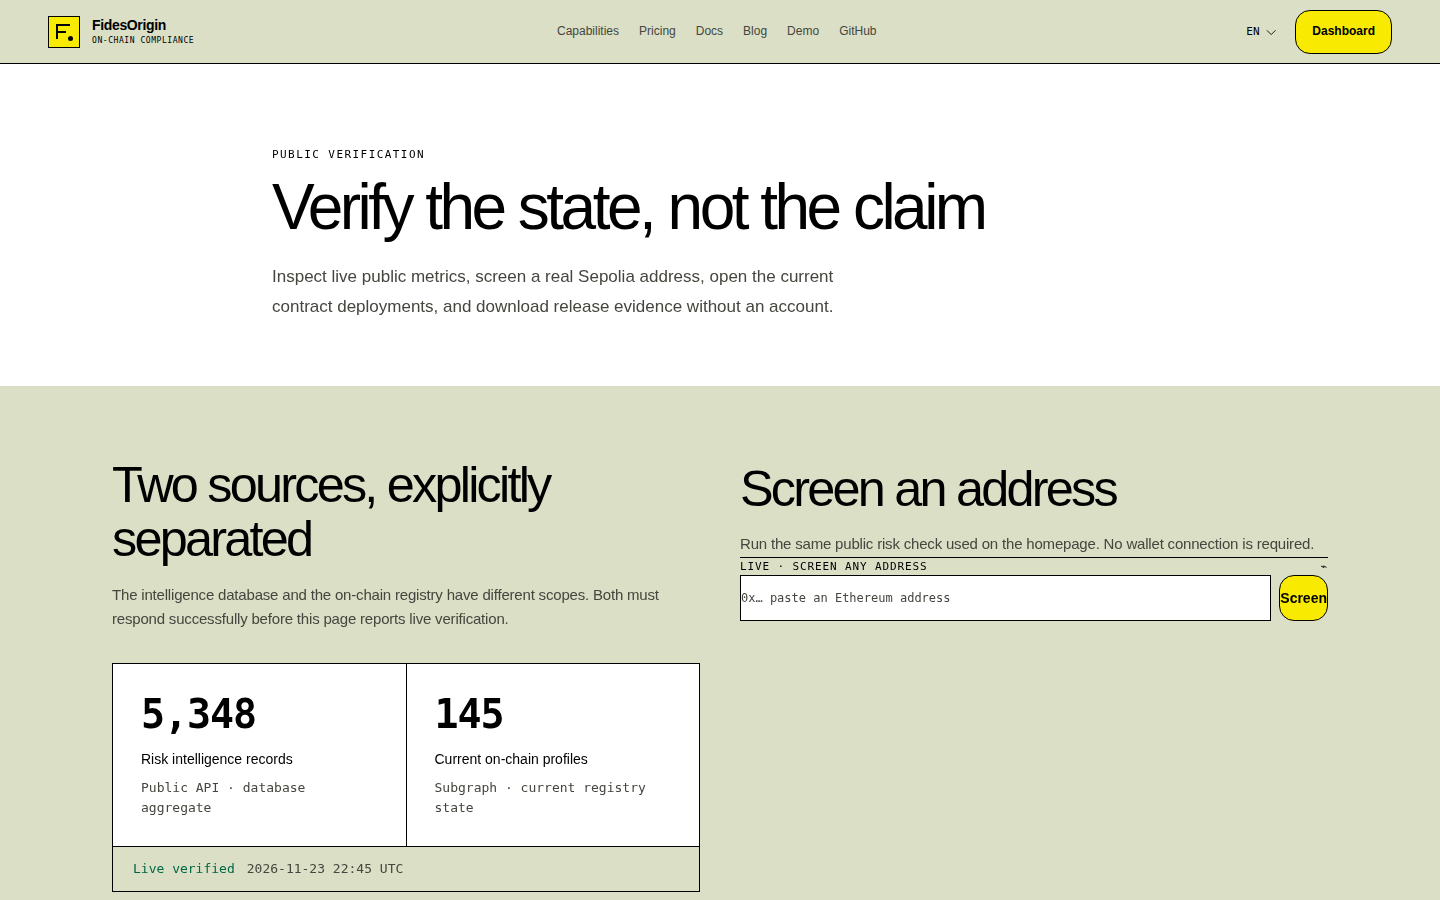 FidesOrigin
ON-CHAIN COMPLIANCE
Capabilities
Pricing
Docs
Blog
Demo
GitHub
EN
Dashboard
PUBLIC VERIFICATION
Verify the state, not the claim
Inspect live public metrics, screen a real Sepolia address, open the current
contract deployments, and download release evidence without an account.
Two sources, explicitly
separated
The intelligence database and the on-chain registry have different scopes. Both must
respond successfully before this page reports live verification.
5,348
Risk intelligence records
Public API · database
aggregate
145
Current on-chain profiles
Subgraph · current registry
state
Live verified 2026-11-23 22:45 UTC
Screen an address
Run the same public risk check used on the homepage. No wallet connection is required.
LIVE · SCREEN ANY ADDRESS
0x… paste an Ethereum address
Screen